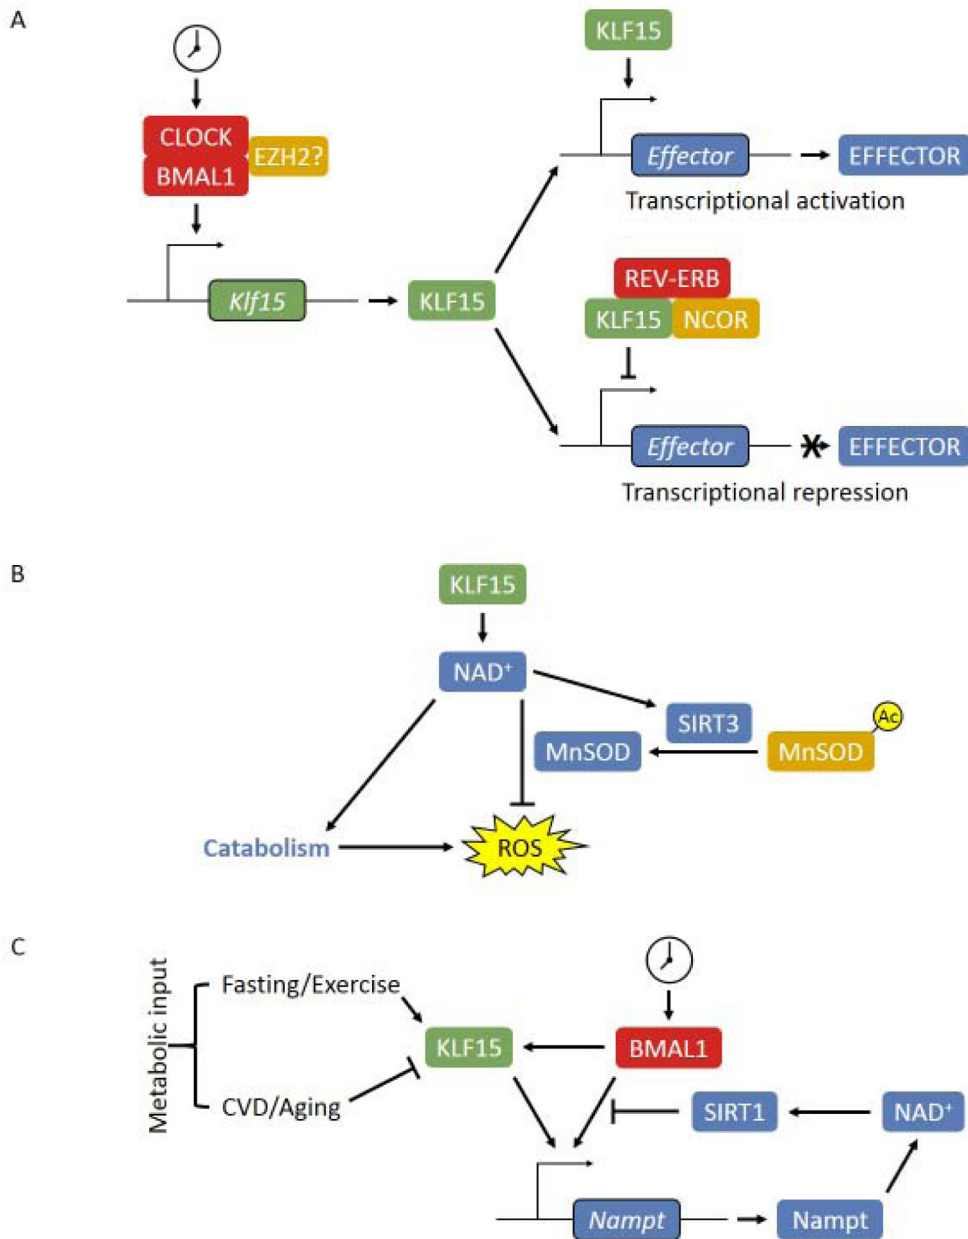 A
KLF15
CLOCK
BMAL1
EZH2?
Effector
EFFECTOR
Transcriptional activation
Klf15
KLF15
REV-ERB
KLF15
NCOR
Effector
X
EFFECTOR
Transcriptional repression
B
KLF15
NAD⁺
SIRT3
Ac
MnSOD
MnSOD
Catabolism
ROS
C
Metabolic input
Fasting/Exercise
KLF15
BMAL1
CVD/Aging
SIRT1
NAD⁺
Nampt
Nampt